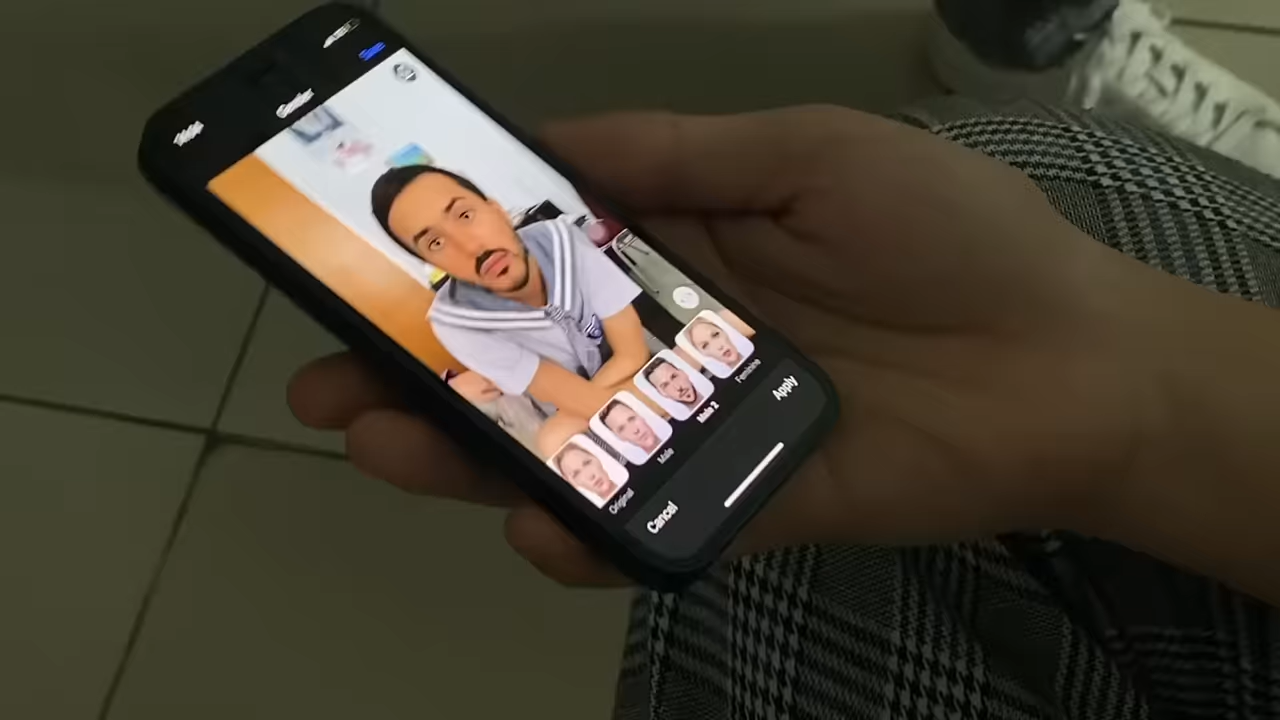 Gender
Original
Male
Male 2
Feminine
Cancel
Apply